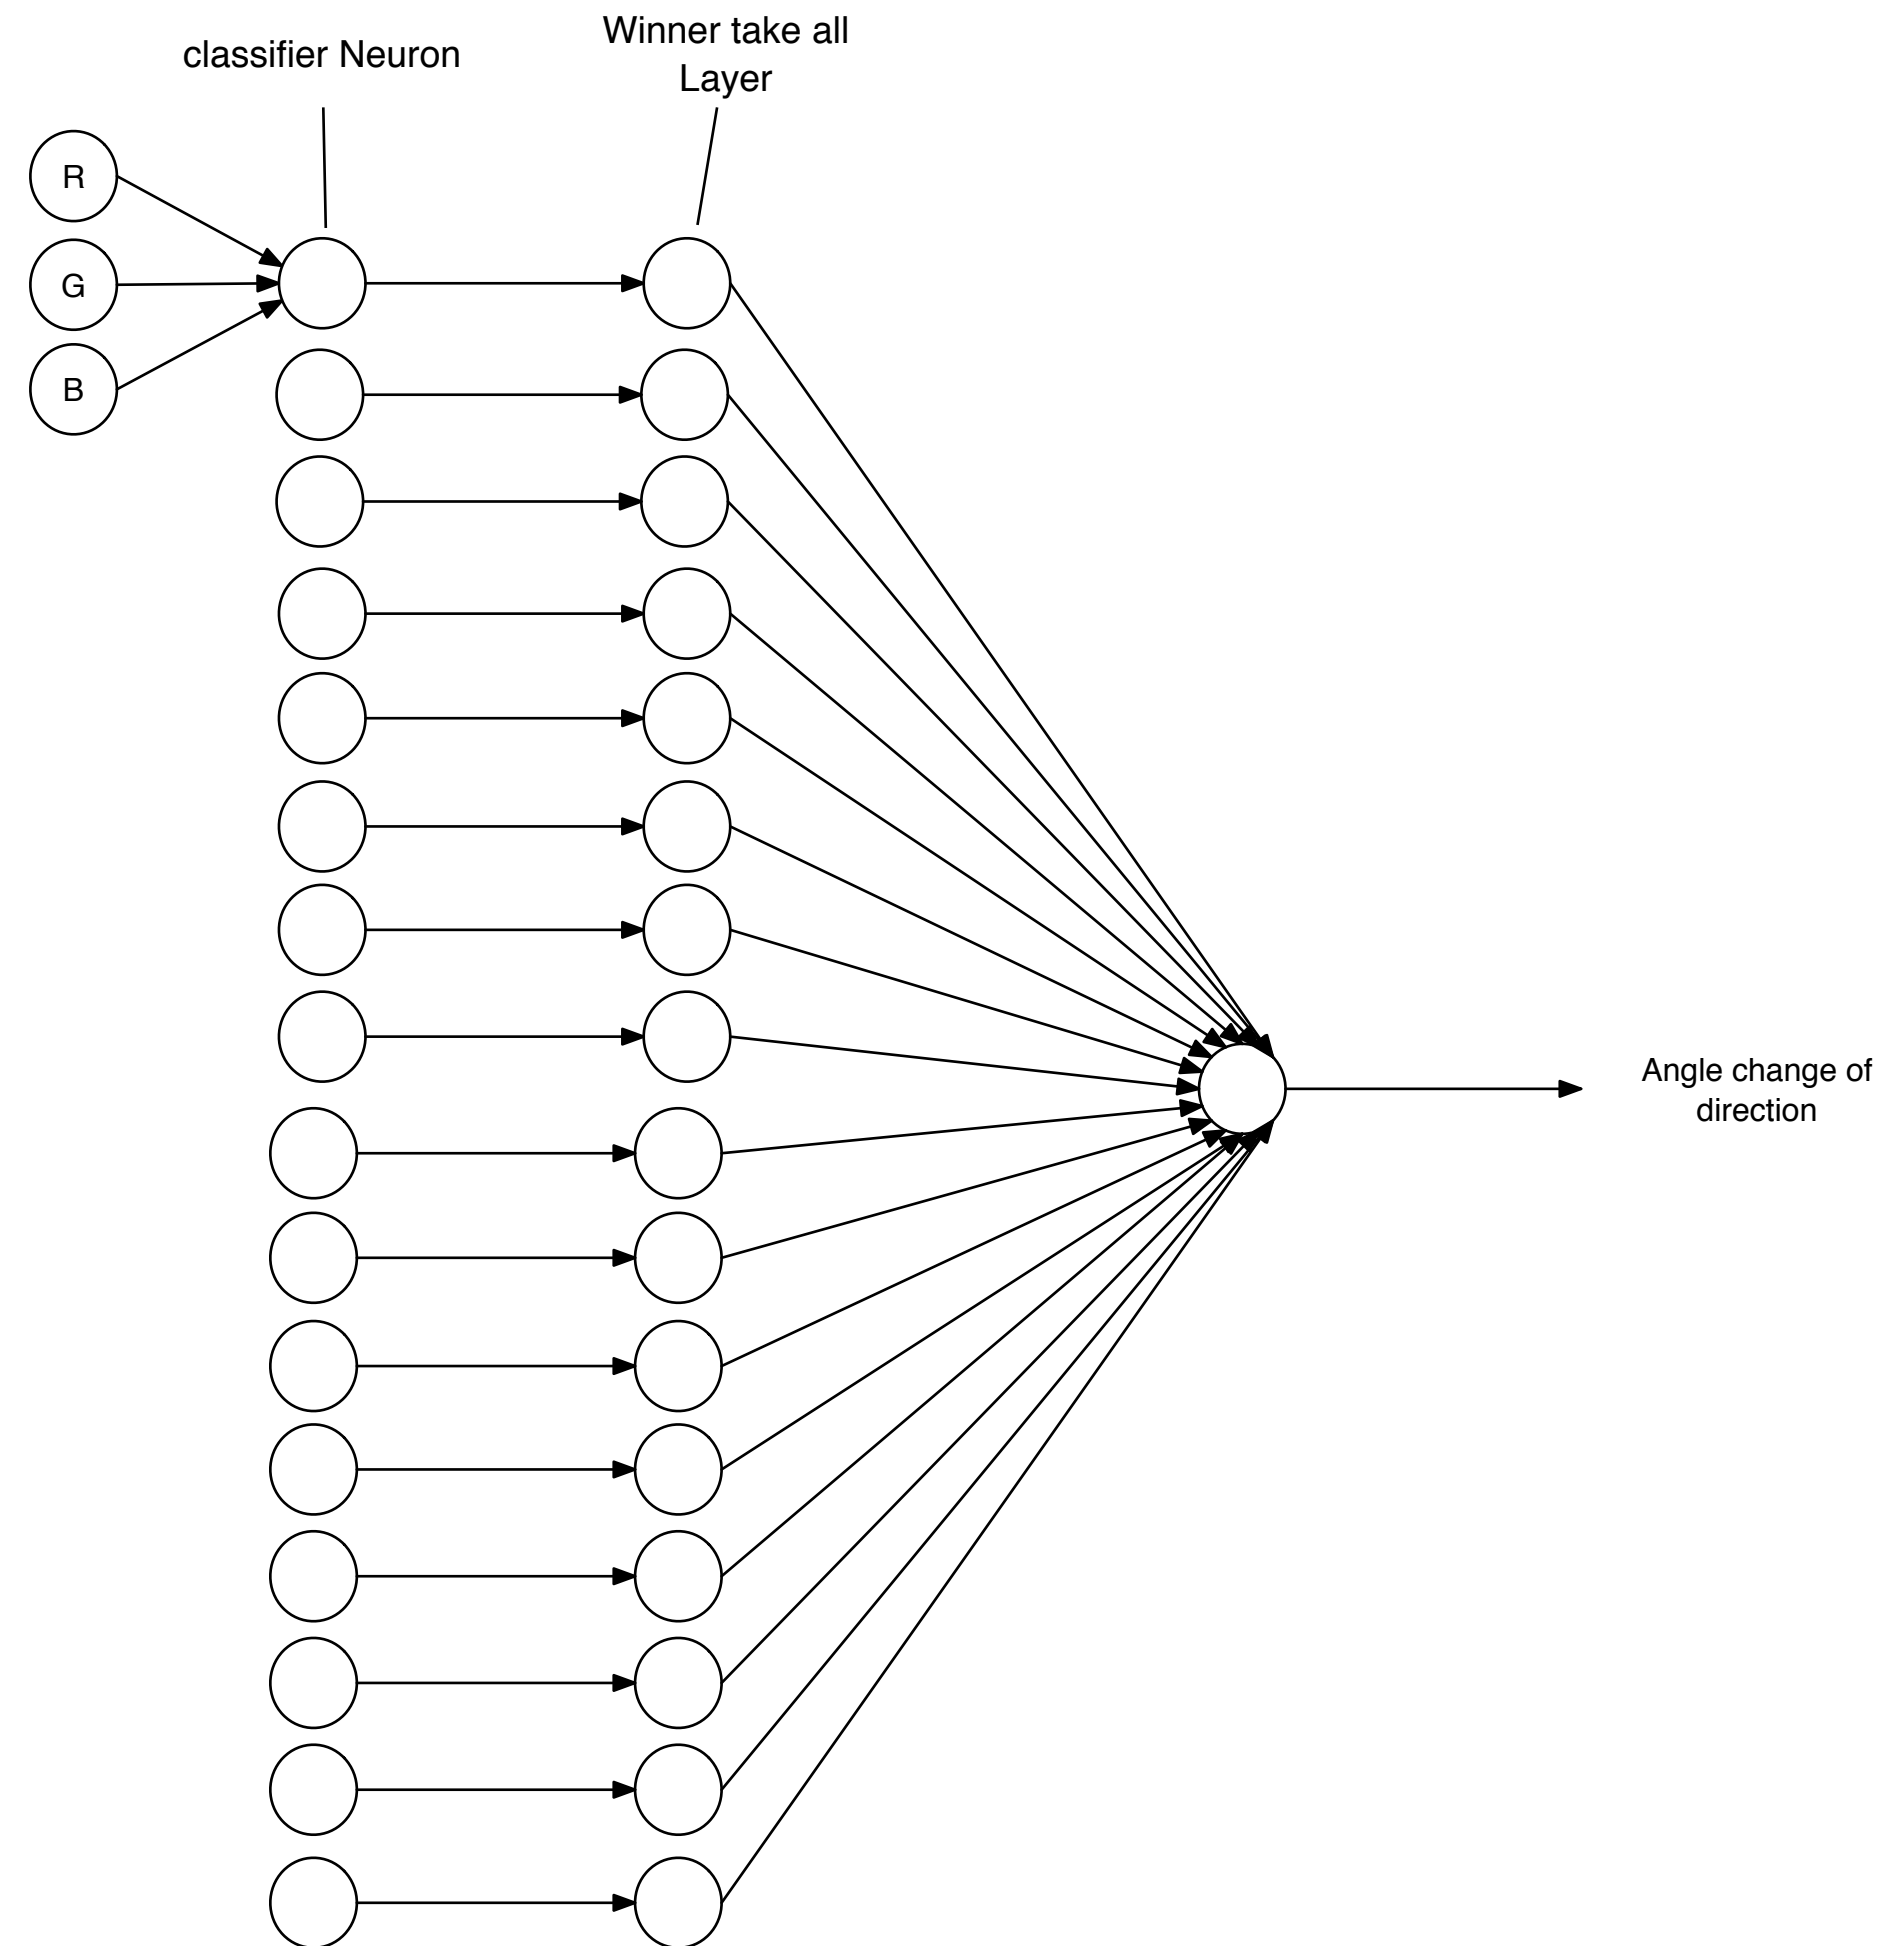 classifier Neuron
Winner take all
Layer
R
G
B
Angle change of
direction